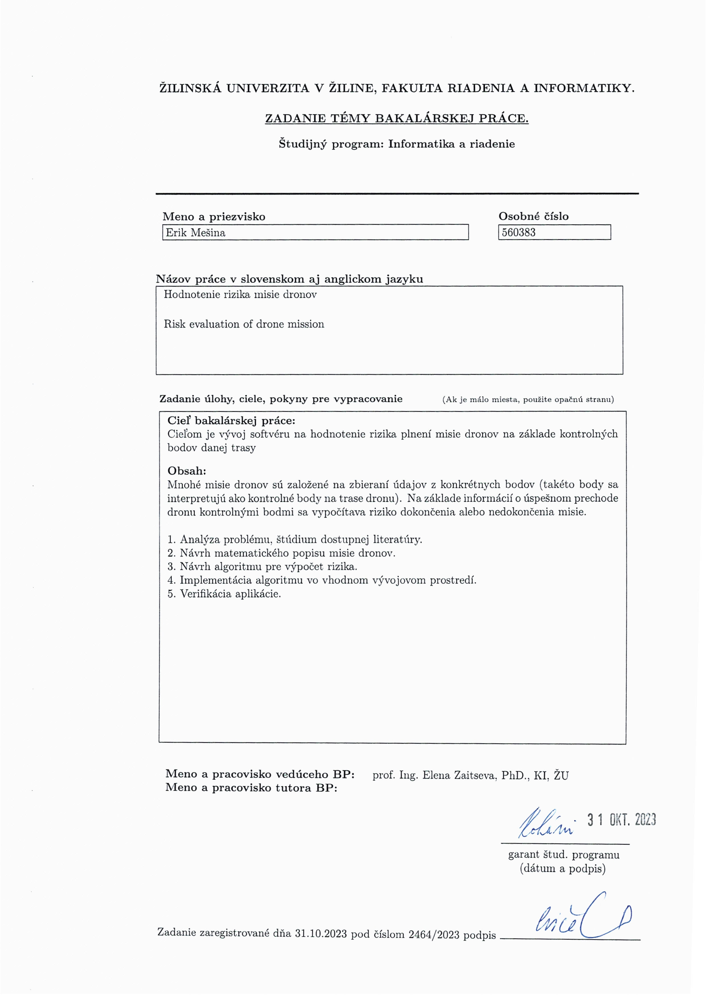 ŽILINSKÁ UNIVERZITA V ŽILINE, FAKULTA RIADENIA A INFORMATIKY.
ZADANIE TÉMY BAKALÁRSKEJ PRÁCE.
Študijný program: Informatika a riadenie
Meno a priezvisko
Osobné číslo
Erik Mešina
560383
Názov práce v slovenskom aj anglickom jazyku
Hodnotenie rizika misie dronov
Risk evaluation of drone mission
Zadanie úlohy, ciele, pokyny pre vypracovanie (Ak je málo miesta, použite opačnú stranu)
Cieľ bakalárskej práce:
Cieľom je vývoj softvéru na hodnotenie rizika plnení misie dronov na základe kontrolných
bodov danej trasy
Obsah:
Mnohé misie dronov sú založené na zbieraní údajov z konkrétnych bodov (takéto body sa
interpretujú ako kontrolné body na trase dronu). Na základe informácií o úspešnom prechode
dronu kontrolnými bodmi sa vypočítava riziko dokončenia alebo nedokončenia misie.
1. Analýza problému, štúdium dostupnej literatúry.
2. Návrh matematického popisu misie dronov.
3. Návrh algoritmu pre výpočet rizika.
4. Implementácia algoritmu vo vhodnom vývojovom prostredí.
5. Verifikácia aplikácie.
Meno a pracovisko vedúceho BP: prof. Ing. Elena Zaitseva, PhD., KI, ŽU
Meno a pracovisko tutora BP:
31 OKT. 2023
garant štud. programu
(dátum a podpis)
Zadanie zaregistrované dňa 31.10.2023 pod číslom 2464/2023 podpis